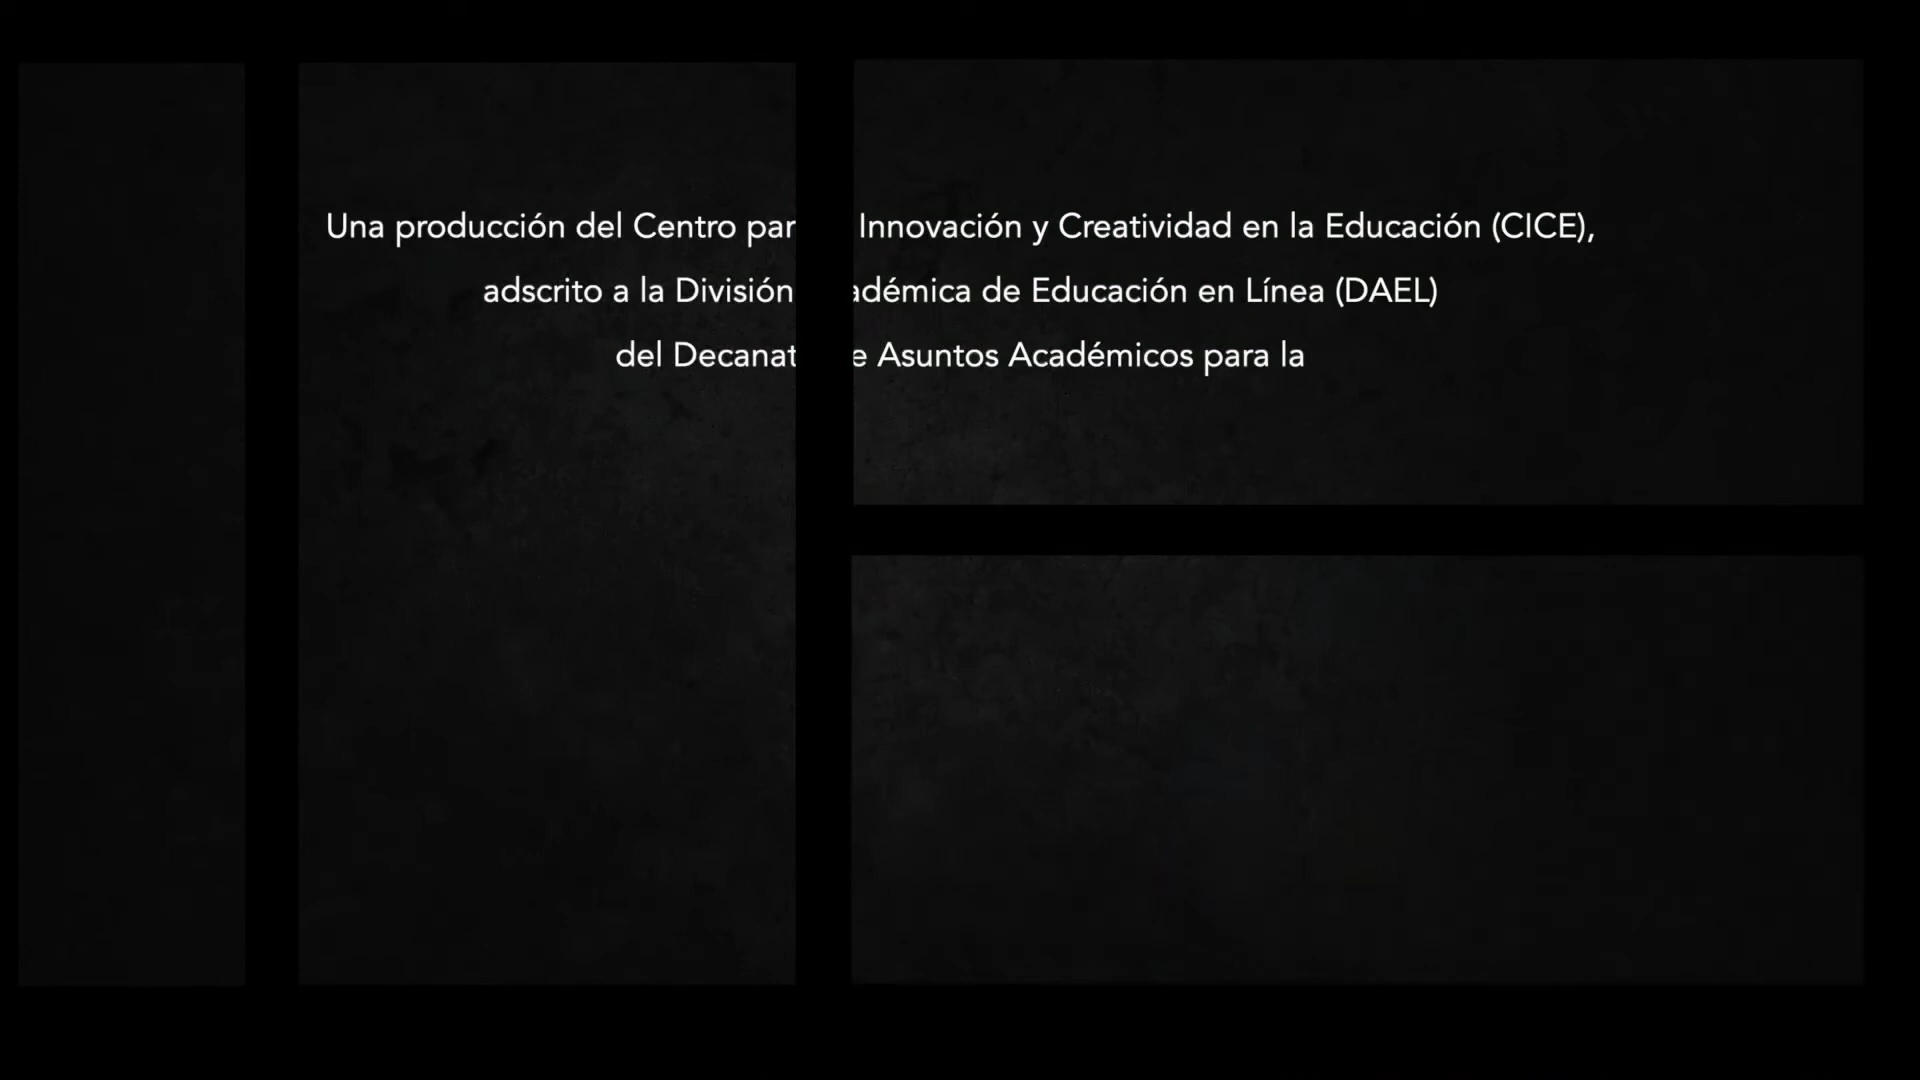 Una producción del Centro par Innovación y Creatividad en la Educación (CICE),
adscrito a la División adémica de Educación en Línea (DAEL)
del Decanat e Asuntos Académicos para la